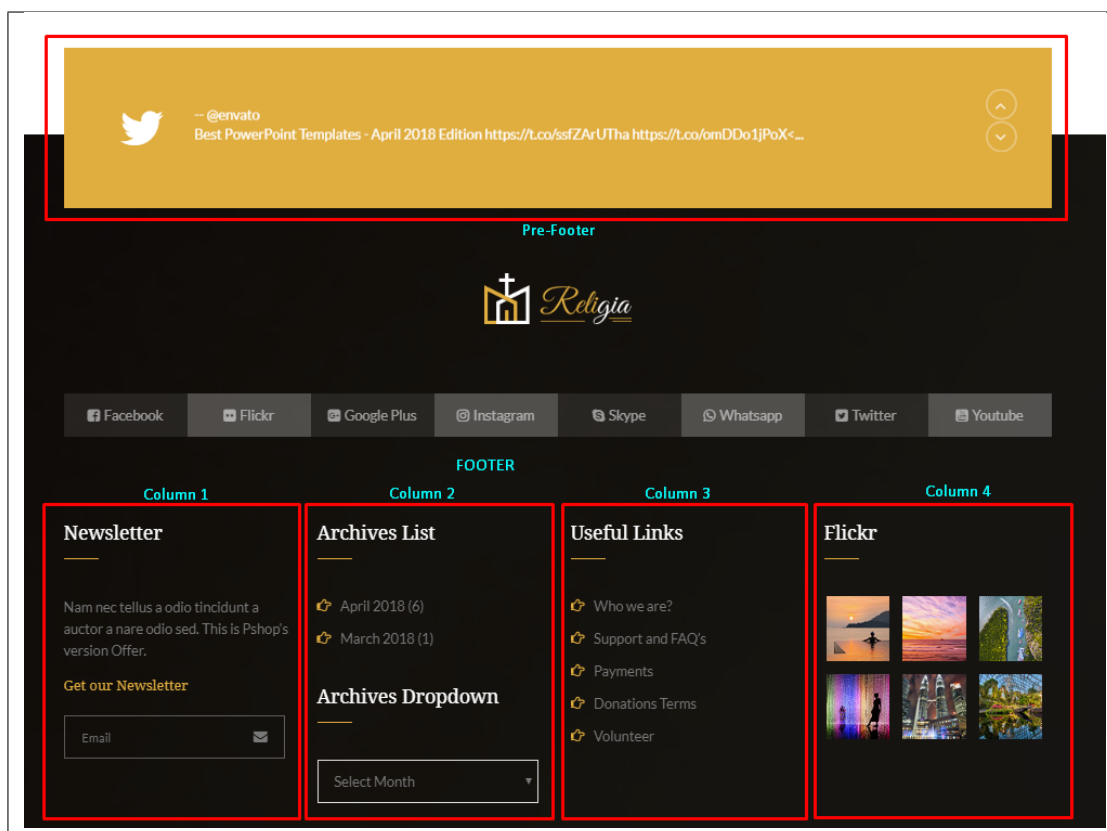 -- @envato
Best PowerPoint Templates - April 2018 Edition https://t.co/ssfZArUTha https://t.co/omDDo1jPoX<...
Pre-Footer
Religia
Facebook
Flickr
Google Plus
Instagram
Skype
Whatsapp
Twitter
Youtube
FOOTER
Column 1
Newsletter
Nam nec tellus a odio tincidunt a
auctor a nare odio sed. This is Pshop's
version Offer.
Get our Newsletter
Email
Column 2
Archives List
April 2018 (6)
March 2018 (1)
Archives Dropdown
Select Month
Column 3
Useful Links
Who we are?
Support and FAQ's
Payments
Donations Terms
Volunteer
Column 4
Flickr